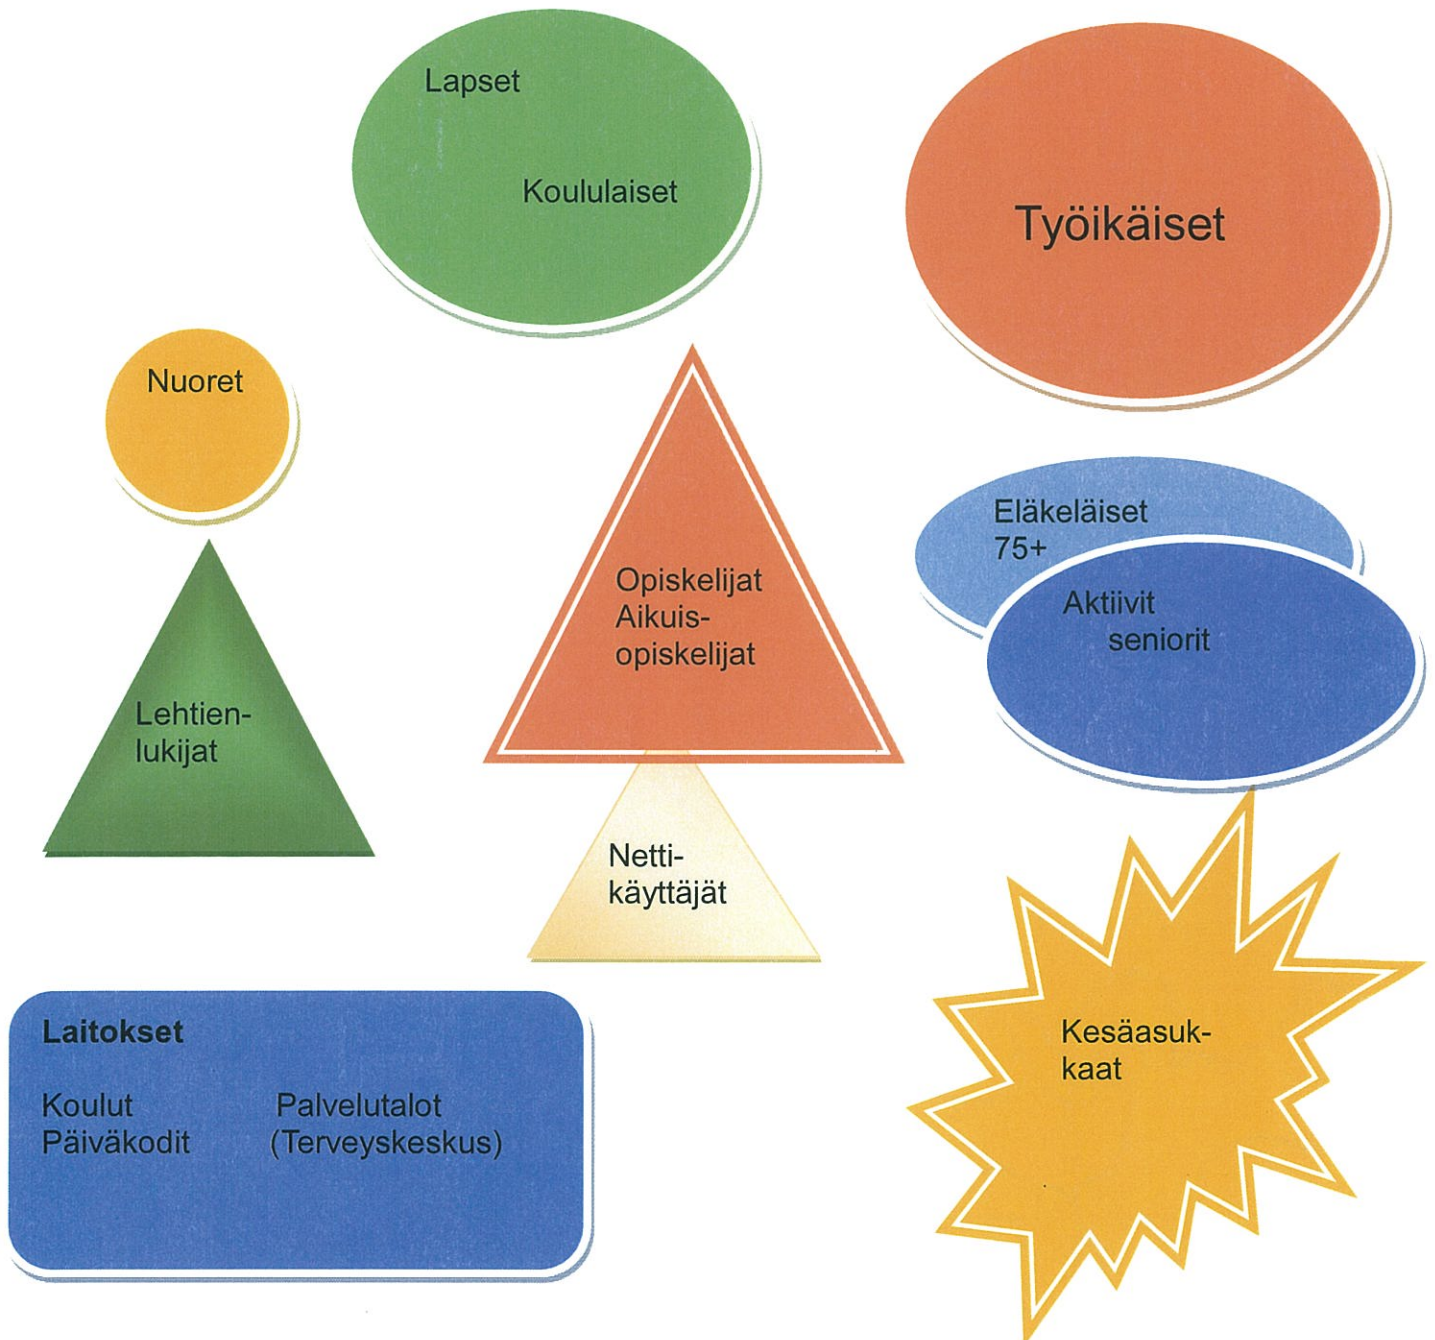 Lapset
Koululaiset
Työikäiset
Nuoret
Opiskelijat
Aikuis-
opiskelijat
Eläkeläiset
75+
Aktiivit
seniorit
Lehtien-
lukijat
Netti-
käyttäjät
Kesäasuk-
kaat
Laitokset
Koulut Palvelutalot
Päiväkodit (Terveyskeskus)